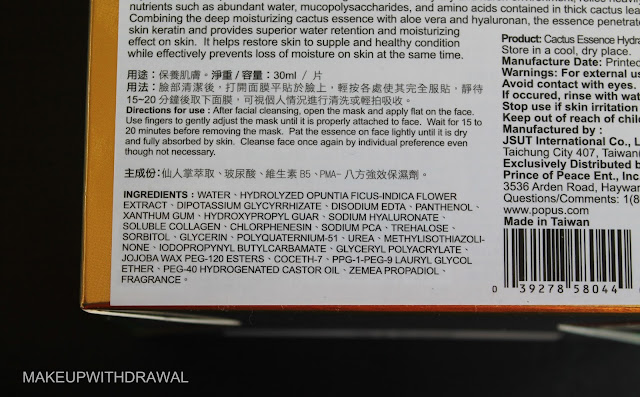 nutrients such as abundant water, mucopolysaccharides, and amino acids contained in thick cactus
Combining the deep moisturizing cactus essence with aloe vera and hyaluronan, the essence penetrate
skin keratin and provides superior water retention and moisturizing
effect on skin. It helps restore skin to supple and healthy condition
while effectively prevents loss of moisture on skin at the same time.
用途：保養肌膚。淨重／容量：30ml ／ 片
用法：臉部清潔後，打開面膜平貼於臉上，輕按各處使其完全服貼，靜待
15~20 分鐘後取下面膜，可視個人情況進行清洗或輕拍吸收。
Directions for use : After facial cleansing, open the mask and apply flat on the face.
Use fingers to gently adjust the mask until it is properly attached to face. Wait for 15 to
20 minutes before removing the mask. Pat the essence on face lightly until it is dry
and fully absorbed by skin. Cleanse face once again by individual preference even
though not necessary.
主成份：仙人掌萃取、玻尿酸、維生素 B5、PMA- 八方強效保濕劑。
INGREDIENTS : WATER、HYDROLYZED OPUNTIA FICUS-INDICA FLOWER
EXTRACT、DIPOTASSIUM GLYCYRRHIZATE、DISODIUM EDTA、PANTHENOL、
XANTHUM GUM、HYDROXYPROPYL GUAR、SODIUM HYALURONATE、
SOLUBLE COLLAGEN、CHLORPHENESIN、SODIUM PCA、TREHALOSE、
SORBITOL、GLYCERIN、POLYQUATERNIUM-51、UREA、METHYLISOTHIAZOLI-
NONE、IODOPROPYNYL BUTYLCARBAMATE、GLYCERYL POLYACRYLATE、
JOJOBA WAX PEG-120 ESTERS、COCETH-7、PPG-1-PEG-9 LAURYL GLYCOL
ETHER、PEG-40 HYDROGENATED CASTOR OIL、ZEMEA PROPADIOL、
FRAGRANCE。
Product: Cactus Essence Hydra
Store in a cool, dry place.
Manufacture Date: Printed
Warnings: For external u
Avoid contact with eyes.
If occured, rinse with wat
Stop use if skin irritation
Keep out of reach of child
Manufactured by :
JSUT International Co., L
Taichung City 407, Taiwan
Exclusively Distributed b
Prince of Peace Ent., Inc
3536 Arden Road, Haywar
Questions/Comments: 1(8
www.popus.com
Made in Taiwan
0 39278 58044
MAKEUPWITHDRAWAL